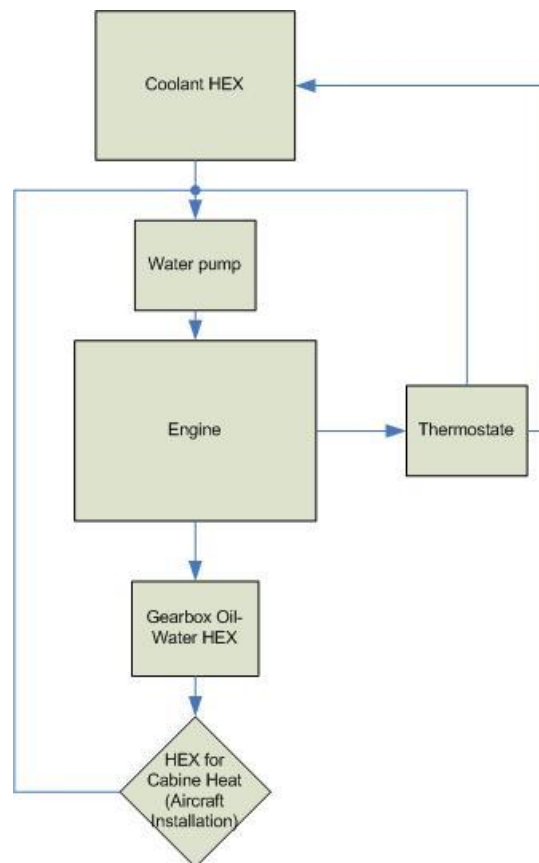 Coolant HEX
Water pump
Engine
Thermostate
Gearbox Oil-
Water HEX
HEX for
Cabine Heat
(Aircraft
Installation)